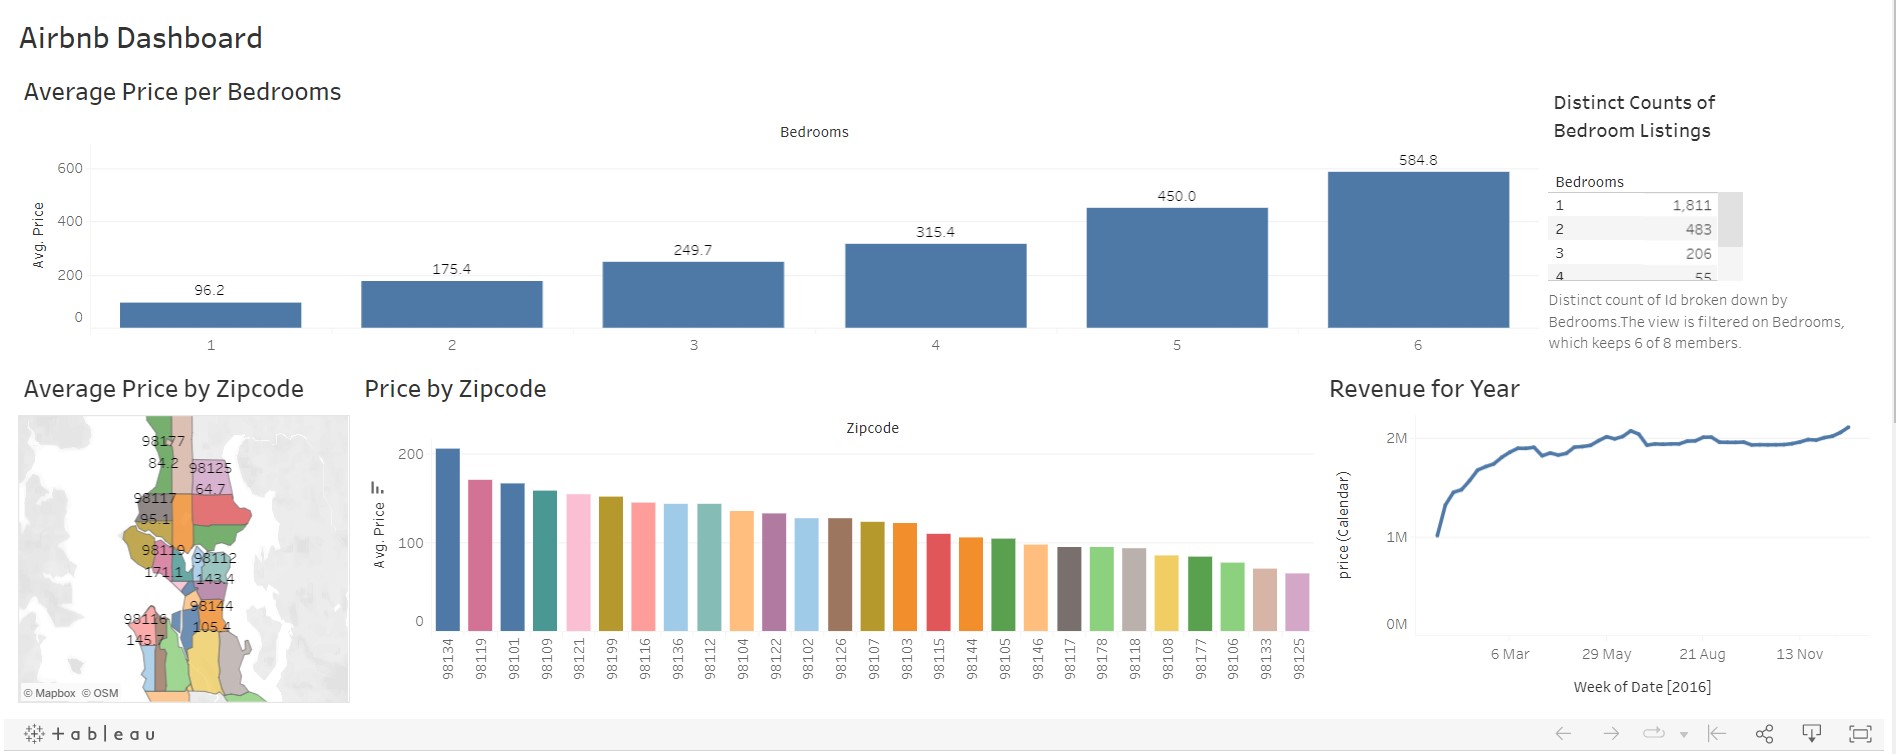 Airbnb Dashboard
Average Price per Bedrooms
Bedrooms
Avg. Price
600
400
200
0
96.2
175.4
249.7
315.4
450.0
584.8
1
2
3
4
5
6
Distinct Counts of
Bedroom Listings
Bedrooms
1 1,811
2 483
3 206
4 55
Distinct count of Id broken down by
Bedrooms.The view is filtered on Bedrooms,
which keeps 6 of 8 members.
Average Price by Zipcode
98177
84.2
98125
64.7
98117
95.1
98119
171.1
98112
143.4
98144
105.4
98116
145.7
© Mapbox © OSM
Price by Zipcode
Zipcode
Avg. Price
200
100
0
98134
98119
98101
98109
98121
98199
98116
98136
98112
98104
98122
98102
98126
98107
98103
98115
98144
98105
98146
98117
98178
98118
98108
98177
98106
98133
98125
Revenue for Year
price (Calendar)
2M
1M
0M
6 Mar
29 May
21 Aug
13 Nov
Week of Date [2016]
+ableau